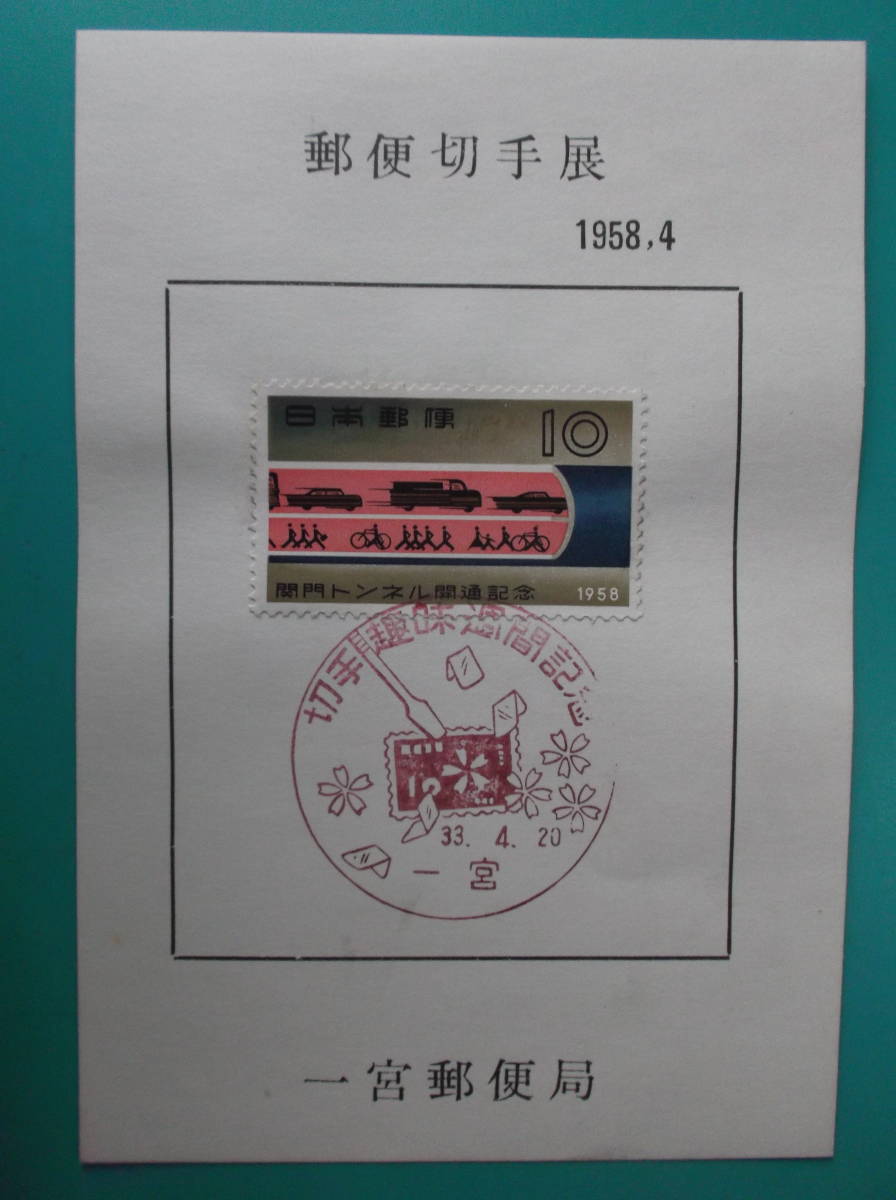 郵便切手展
1958,4
日本郵便 10
関門トンネル開通記念 1958
切手趣味週間記念
33. 4. 20
一宮
一宮郵便局